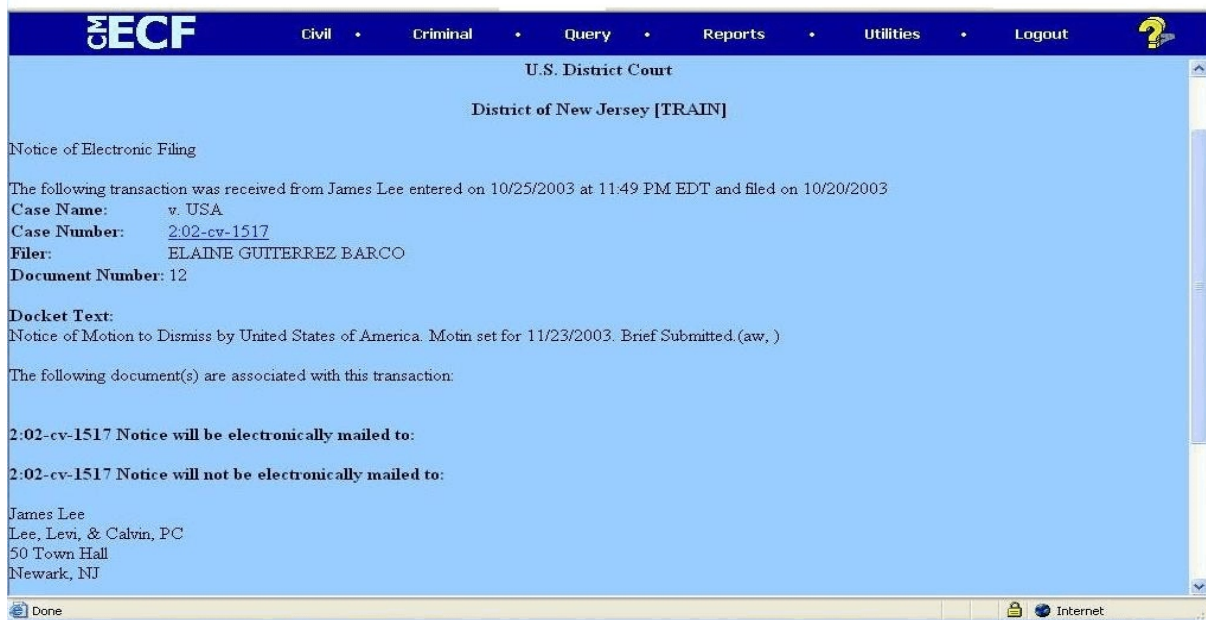 CM ECF Civil • Criminal • Query • Reports • Utilities • Logout ?
U.S. District Court
District of New Jersey [TRAIN]
Notice of Electronic Filing
The following transaction was received from James Lee entered on 10/25/2003 at 11:49 PM EDT and filed on 10/20/2003
Case Name: v. USA
Case Number: 2:02-cv-1517
Filer: ELAINE GUITERREZ BARCO
Document Number: 12
Docket Text:
Notice of Motion to Dismiss by United States of America. Motin set for 11/23/2003. Brief Submitted.(aw, )
The following document(s) are associated with this transaction:
2:02-cv-1517 Notice will be electronically mailed to:
2:02-cv-1517 Notice will not be electronically mailed to:
James Lee
Lee, Levi, & Calvin, PC
50 Town Hall
Newark, NJ
Done Internet